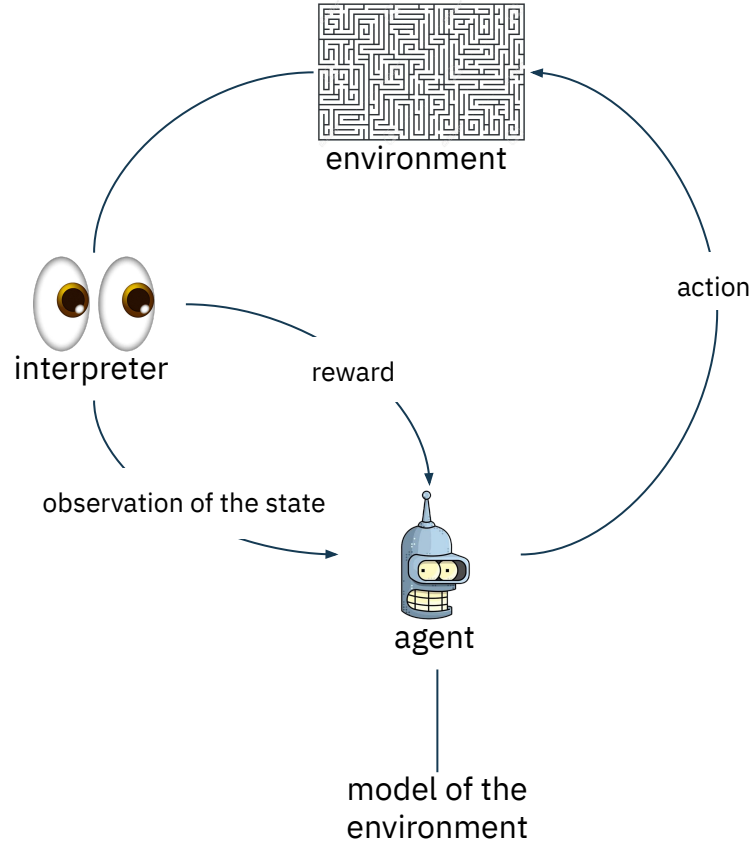 environment
action
interpreter
reward
observation of the state
agent
model of the
environment